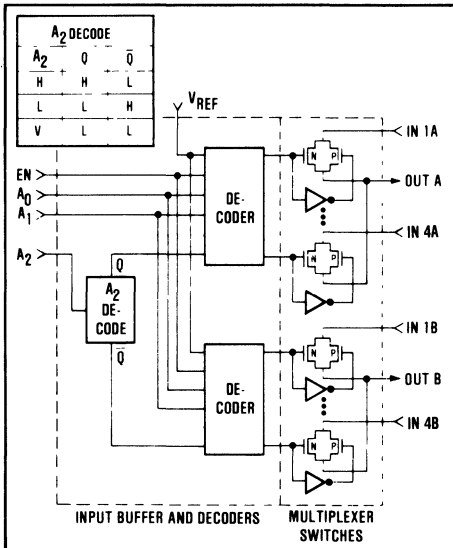 A₂ DECODE
A₂ Q Q̅
H H L
L L H
V L L
V_REF
EN
A₀
A₁
A₂
Q
A₂
DE-
CODE
Q̅
DE-
CODER
DE-
CODER
N P
IN 1A
OUT A
IN 4A
N P
N P
IN 1B
OUT B
IN 4B
N P
INPUT BUFFER AND DECODERS
MULTIPLEXER
SWITCHES